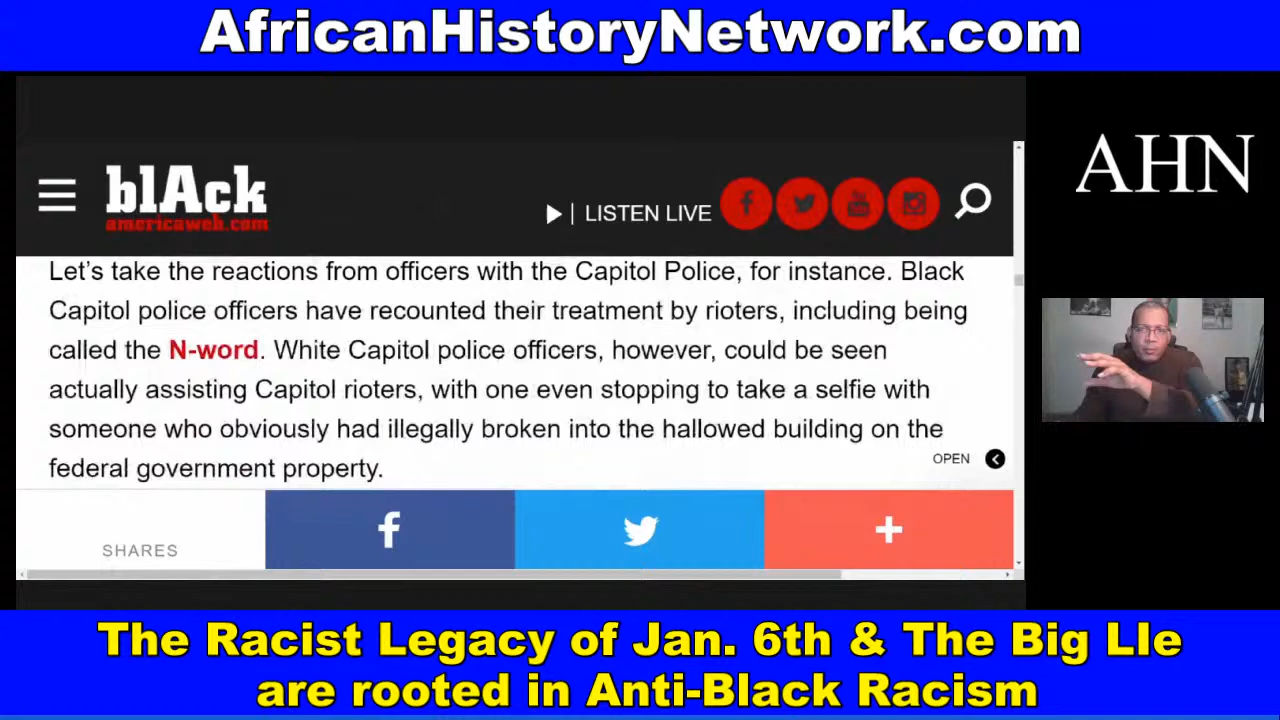 AfricanHistoryNetwork.com
AHN
blAck
americaweb.com
LISTEN LIVE
Let's take the reactions from officers with the Capitol Police, for instance. Black
Capitol police officers have recounted their treatment by rioters, including being
called the N-word. White Capitol police officers, however, could be seen
actually assisting Capitol rioters, with one even stopping to take a selfie with
someone who obviously had illegally broken into the hallowed building on the
federal government property.
OPEN
SHARES
The Racist Legacy of Jan. 6th & The Big LIe
are rooted in Anti-Black Racism